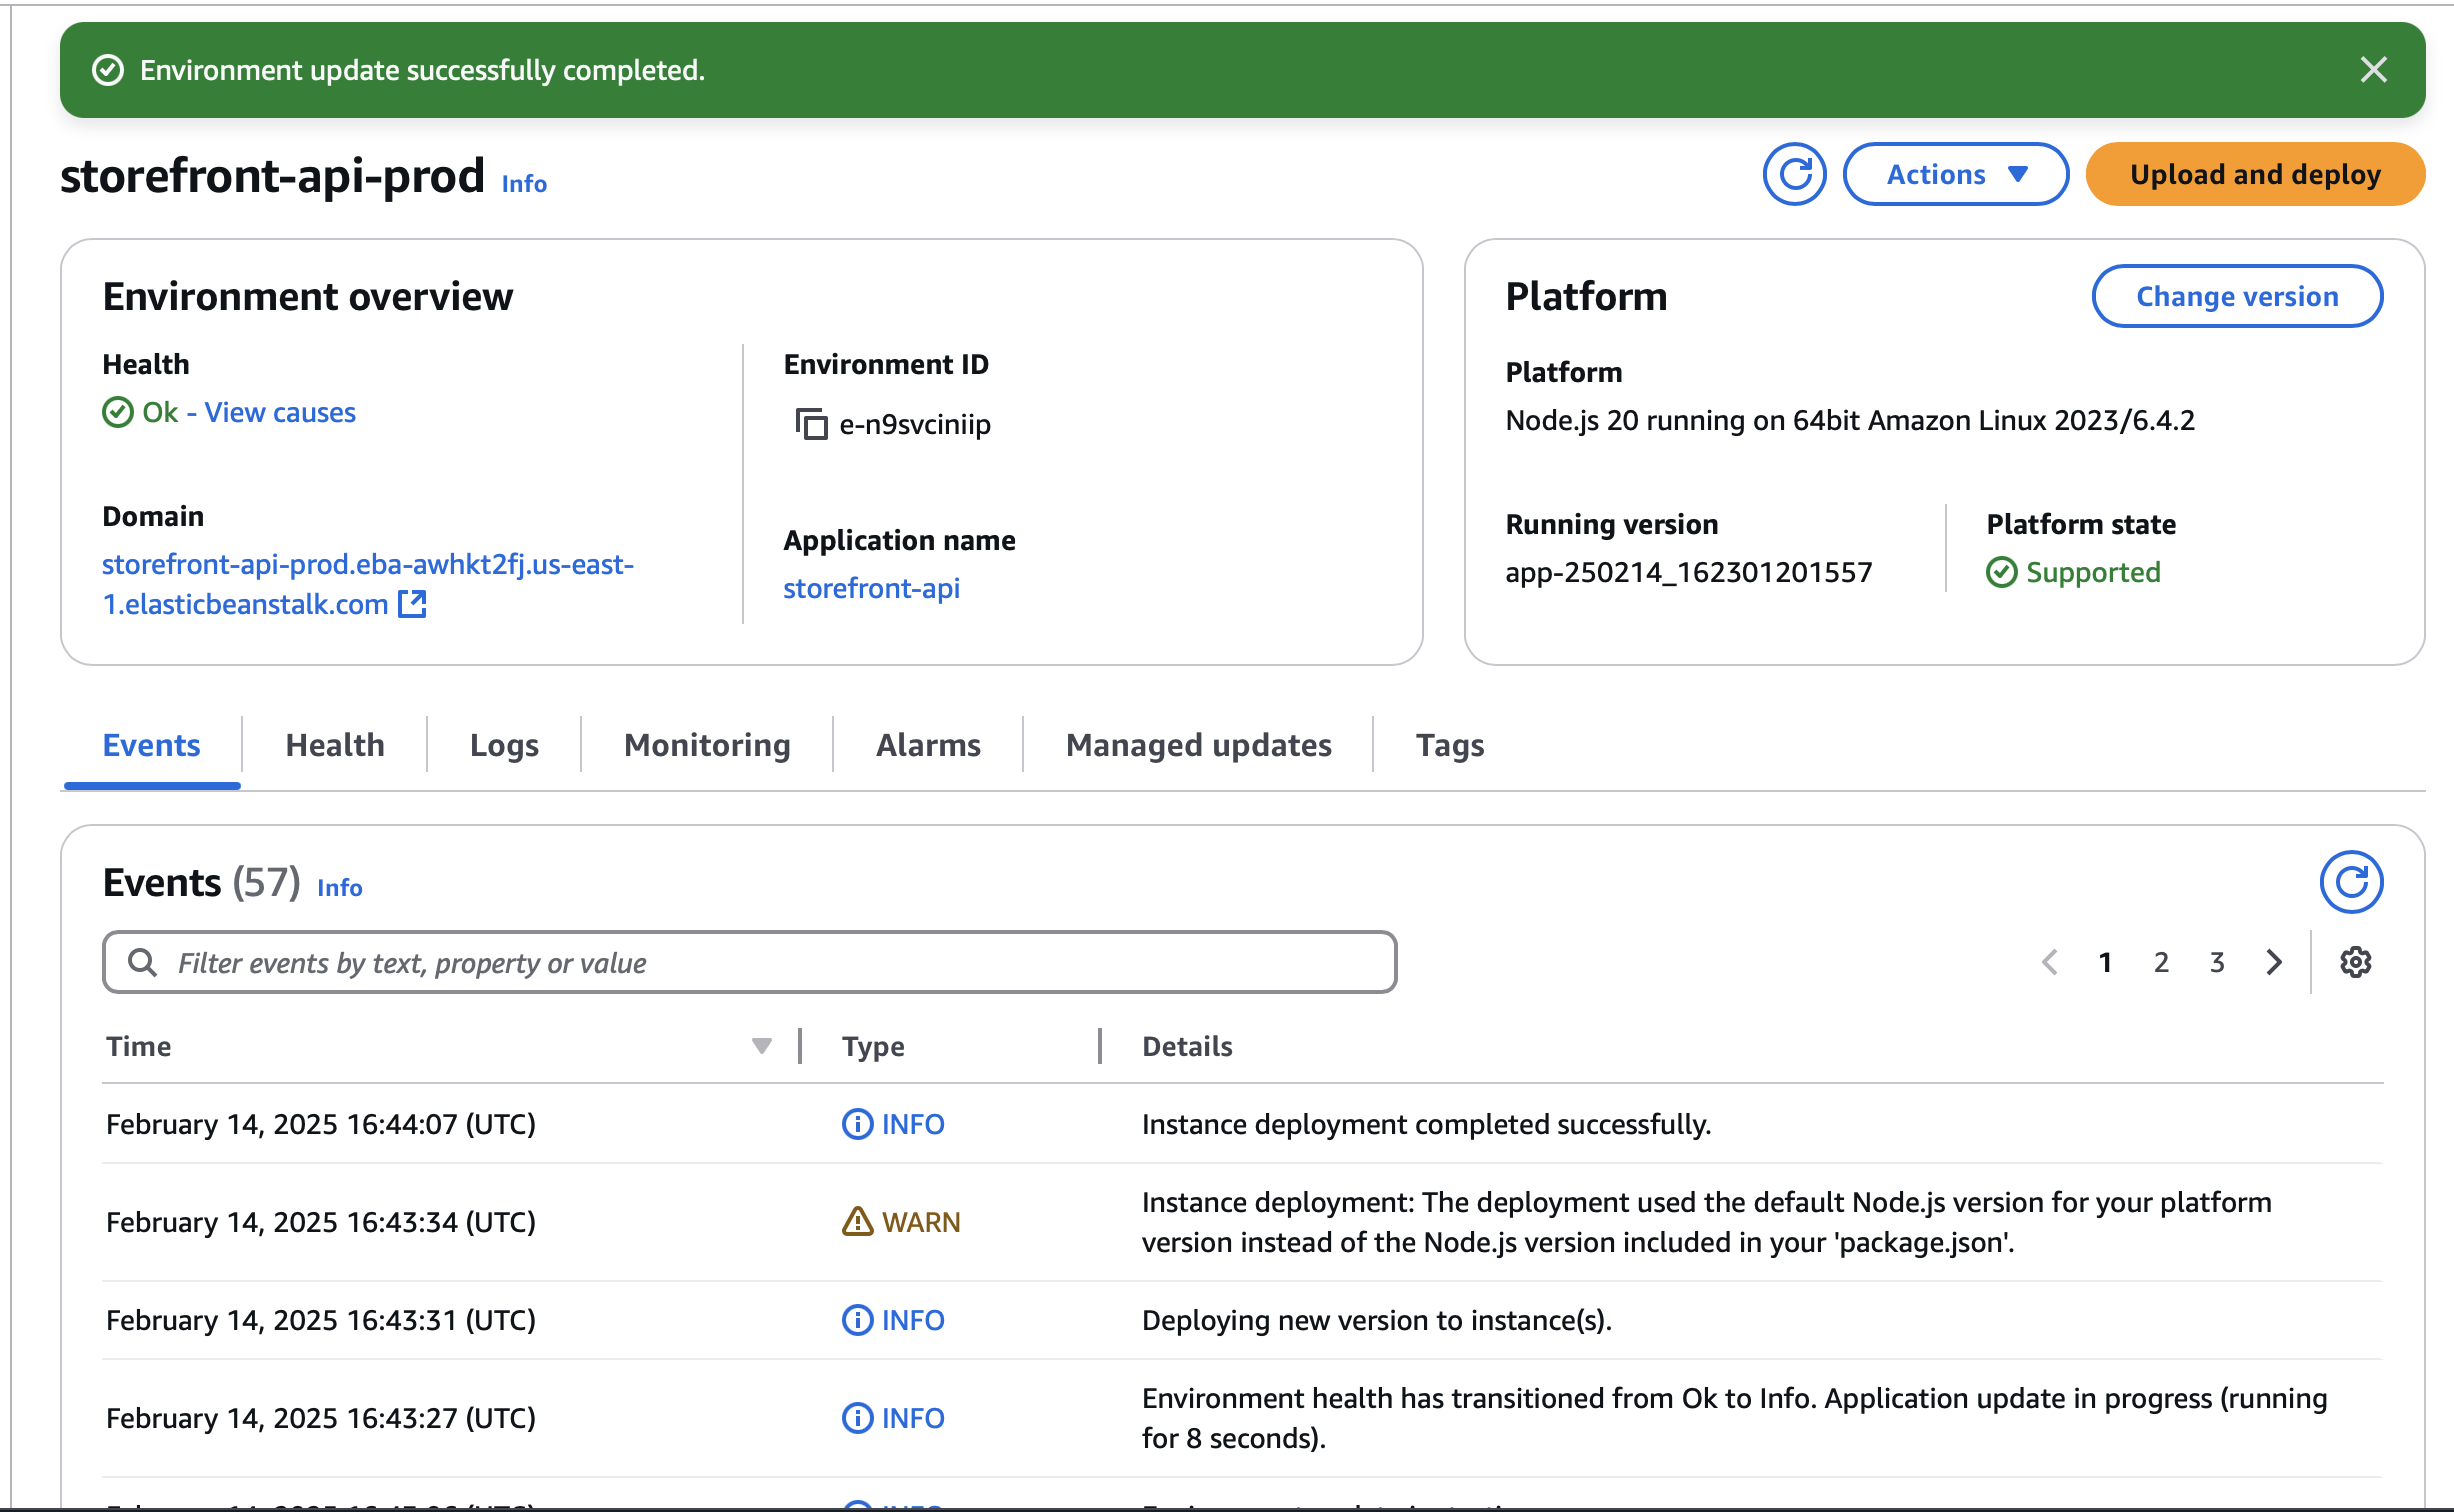 Environment update successfully completed.
storefront-api-prod Info
Actions
Upload and deploy
Environment overview
Health
Ok - View causes
Domain
storefront-api-prod.eba-awhkt2fj.us-east-
1.elasticbeanstalk.com
Environment ID
e-n9svciniip
Application name
storefront-api
Platform
Change version
Platform
Node.js 20 running on 64bit Amazon Linux 2023/6.4.2
Running version
app-250214_162301201557
Platform state
Supported
Events Health Logs Monitoring Alarms Managed updates Tags
Events (57) Info
Filter events by text, property or value
1 2 3
Time Type Details
February 14, 2025 16:44:07 (UTC) INFO Instance deployment completed successfully.
February 14, 2025 16:43:34 (UTC) WARN Instance deployment: The deployment used the default Node.js version for your platform
version instead of the Node.js version included in your 'package.json'.
February 14, 2025 16:43:31 (UTC) INFO Deploying new version to instance(s).
February 14, 2025 16:43:27 (UTC) INFO Environment health has transitioned from Ok to Info. Application update in progress (running
for 8 seconds).